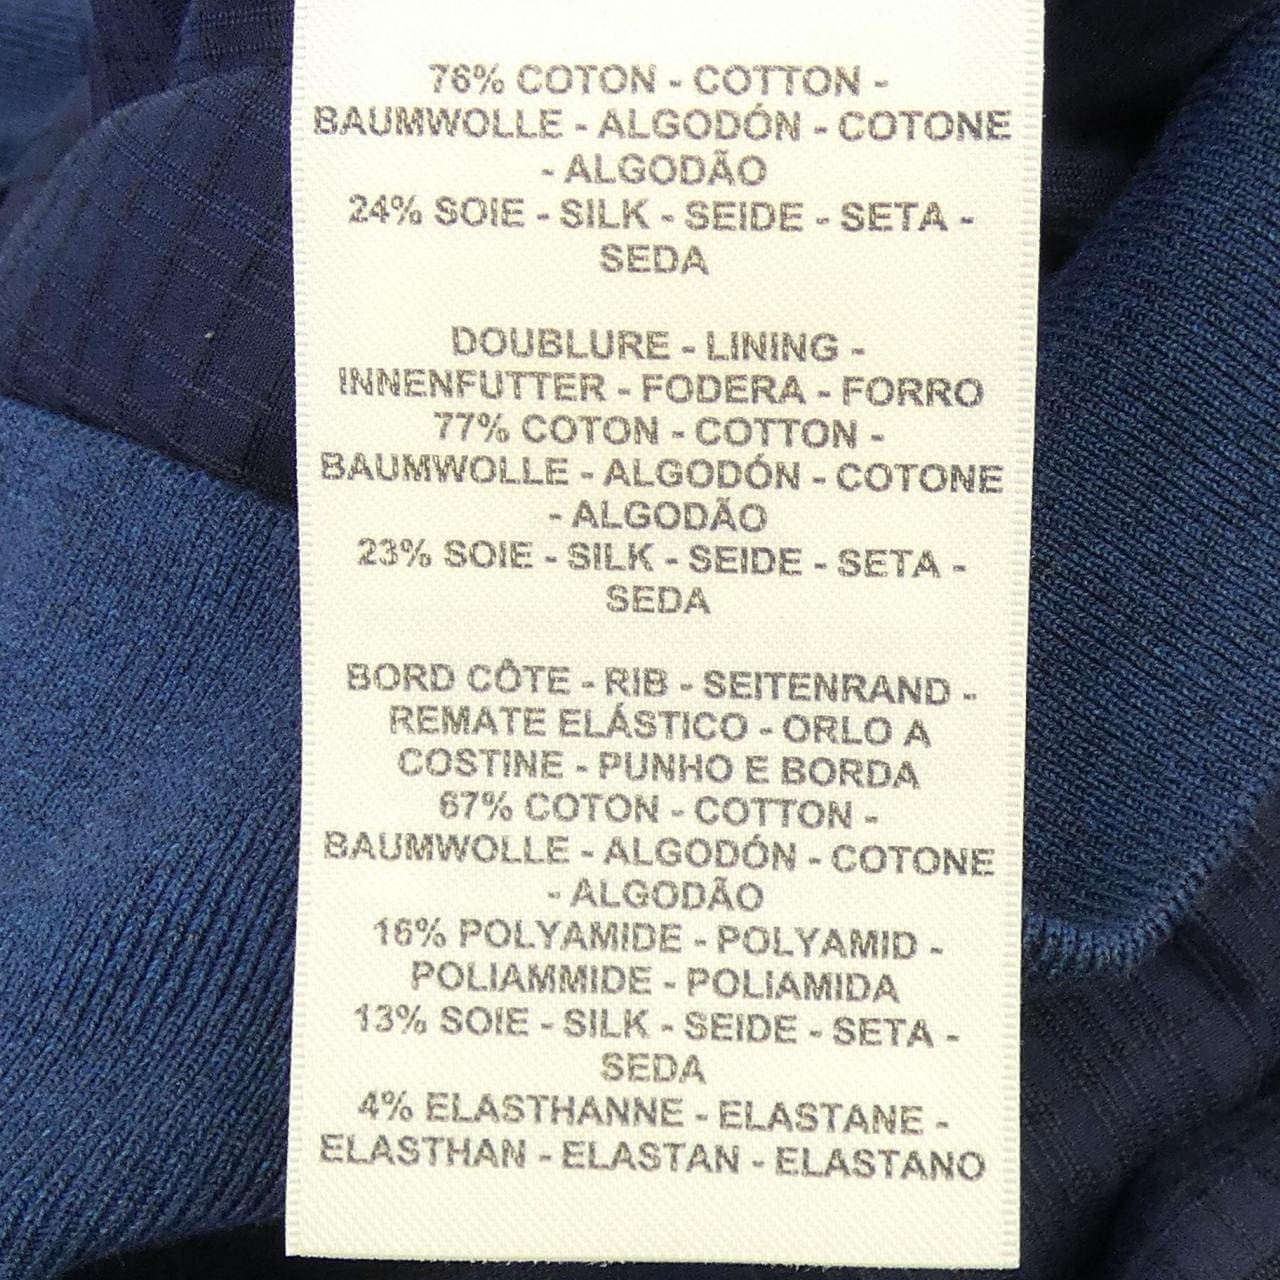 76% COTON - COTTON -
BAUMWOLLE - ALGODÓN - COTONE
- ALGODÃO
24% SOIE - SILK - SEIDE - SETA -
SEDA
DOUBLURE - LINING -
INNENFUTTER - FODERA - FORRO
77% COTON - COTTON -
BAUMWOLLE - ALGODÓN - COTONE
- ALGODÃO
23% SOIE - SILK - SEIDE - SETA -
SEDA
BORD CÔTE - RIB - SEITENRAND -
REMATE ELÁSTICO - ORLO A
COSTINE - PUNHO E BORDA
67% COTON - COTTON -
BAUMWOLLE - ALGODÓN - COTONE
- ALGODÃO
16% POLYAMIDE - POLYAMID -
POLIAMMIDE - POLIAMIDA
13% SOIE - SILK - SEIDE - SETA -
SEDA
4% ELASTHANNE - ELASTANE -
ELASTHAN - ELASTAN - ELASTANO